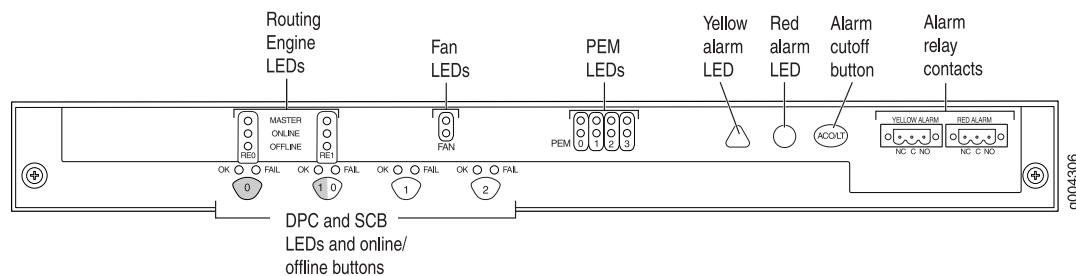 Routing
Engine
LEDs
Fan
LEDs
PEM
LEDs
Yellow
alarm
LED
Red
alarm
LED
Alarm
cutoff
button
Alarm
relay
contacts
MASTER
ONLINE
OFFLINE
RE0
RE1
FAN
PEM 0 1 2 3
ACO/LT
YELLOW ALARM
NC C NO
RED ALARM
NC C NO
OK FAIL
0
OK FAIL
1 0
OK FAIL
1
OK FAIL
2
DPC and SCB
LEDs and online/
offline buttons
g004306